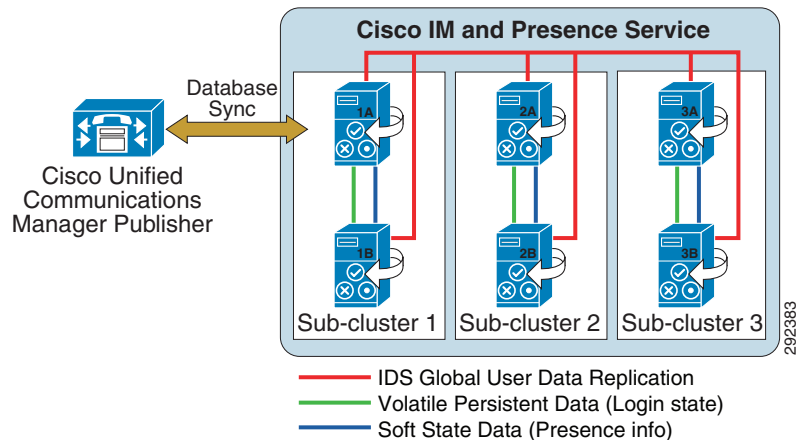 Cisco IM and Presence Service
Database
Sync
Cisco Unified
Communications
Manager Publisher
1A
2A
3A
1B
2B
3B
Sub-cluster 1
Sub-cluster 2
Sub-cluster 3
292383
IDS Global User Data Replication
Volatile Persistent Data (Login state)
Soft State Data (Presence info)